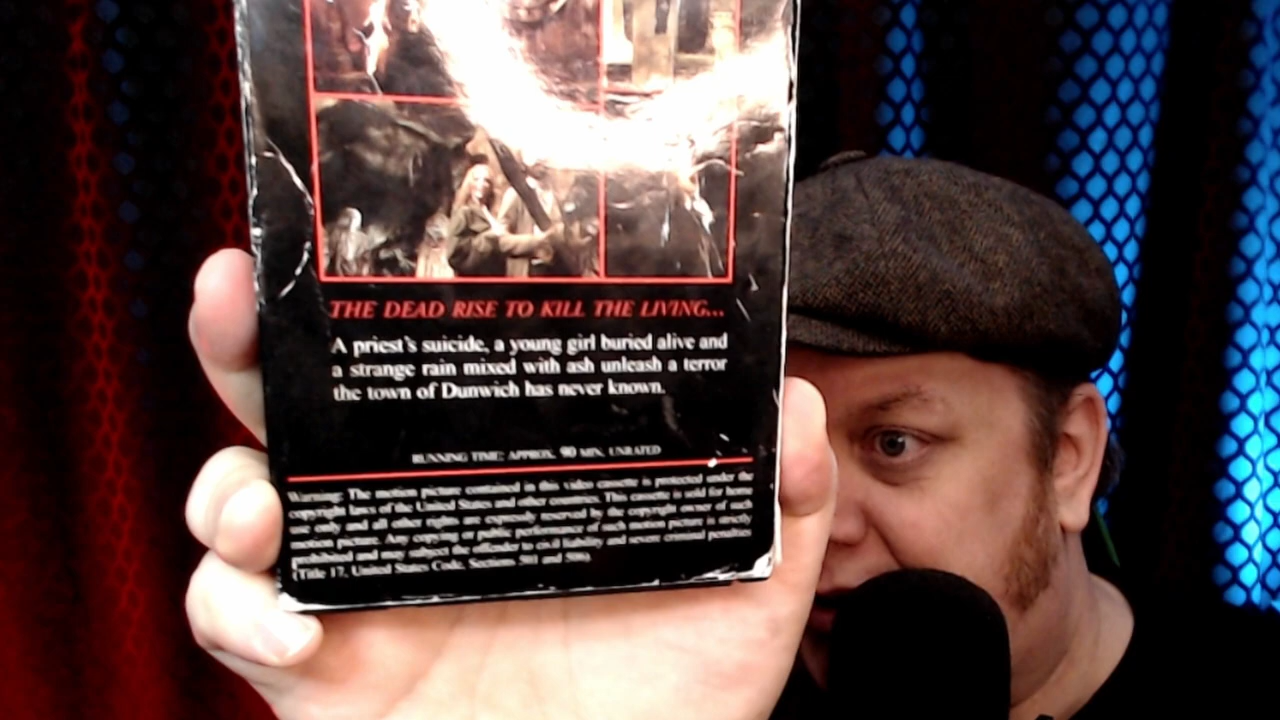 THE DEAD RISE TO KILL THE LIVING...
A priest's suicide, a young girl buried alive and
a strange rain mixed with ash unleash a terror
the town of Dunwich has never known.
RUNNING TIME: APPROX. 90 MIN. UNRATED
Warning: The motion picture contained in this video cassette is protected under the
copyright laws of the United States and other countries. This cassette is sold for home
use only and all other rights are expressly reserved by the copyright owner of such
motion picture. Any copying or public performance of such motion picture is strictly
prohibited and may subject the offender to civil liability and severe criminal penalties
(Title 17, United States Code, Sections 501 and 506).